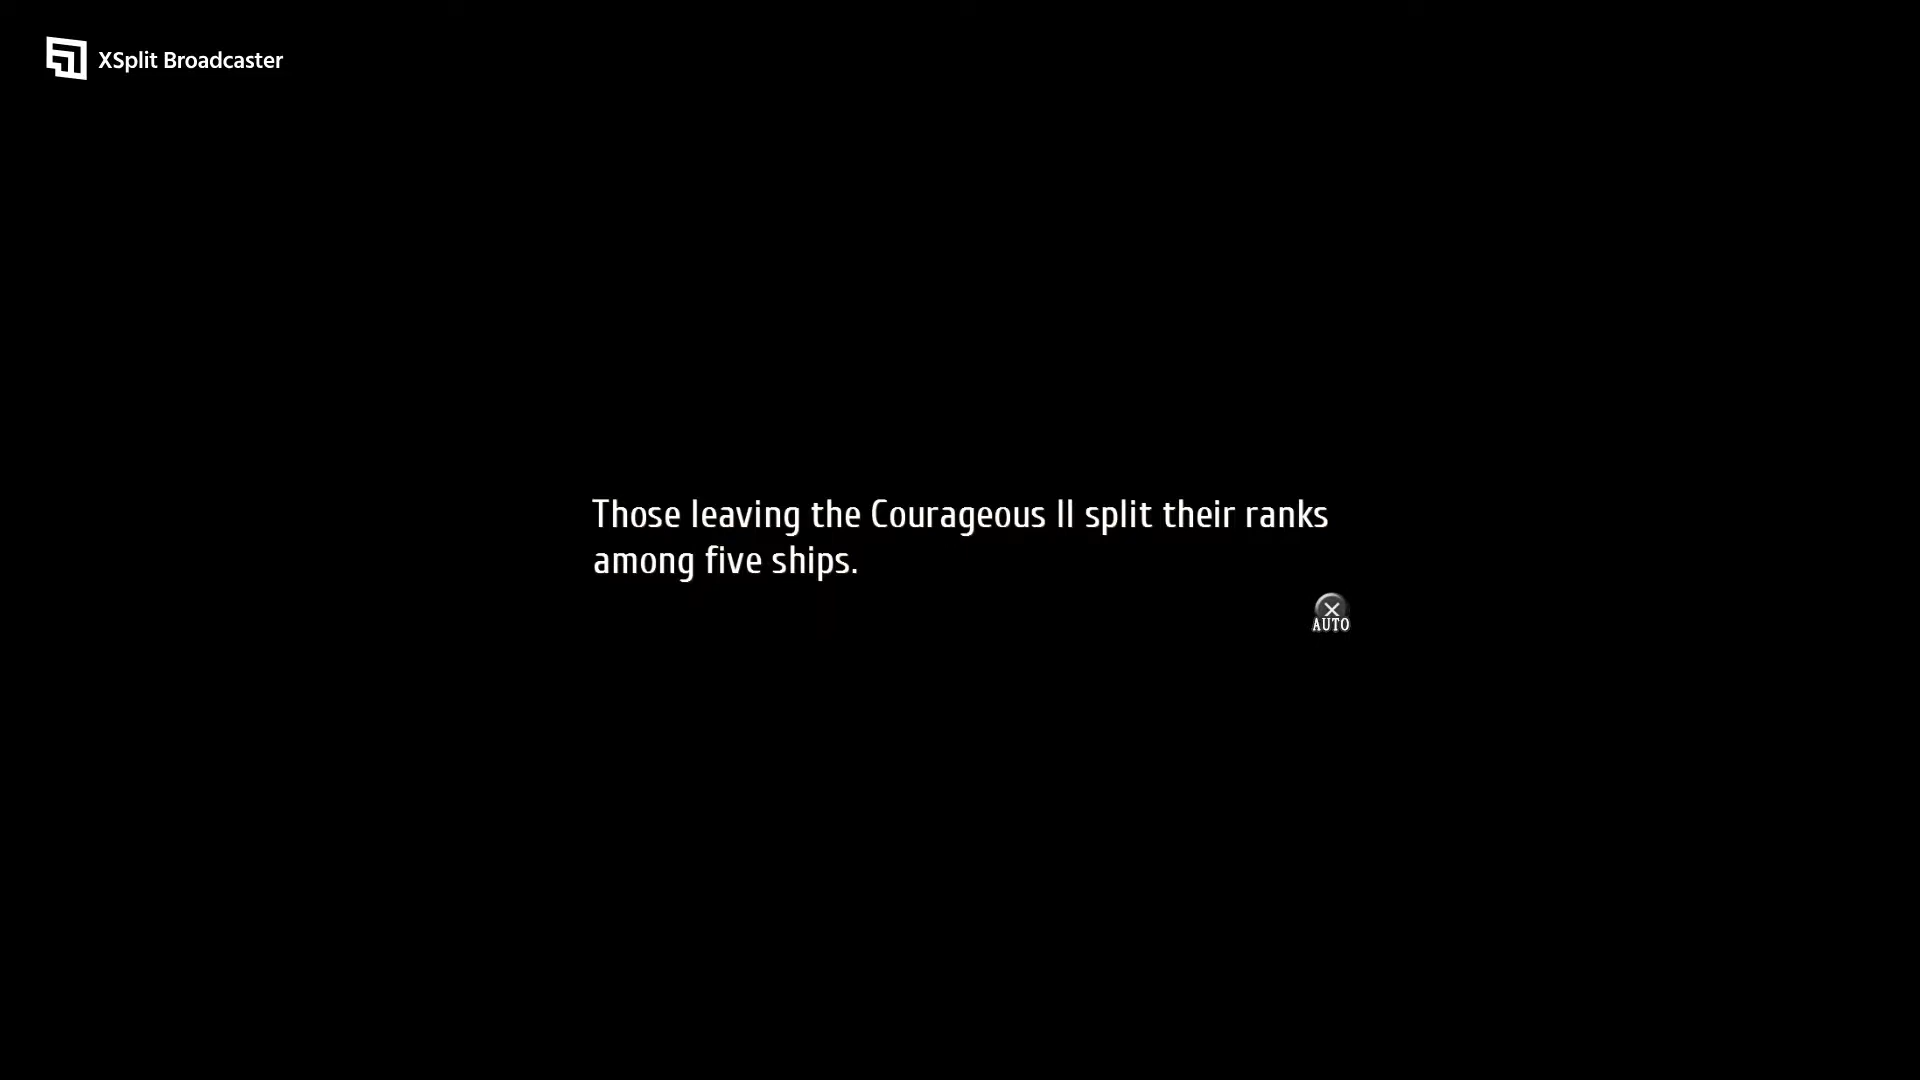 XSplit Broadcaster
Those leaving the Courageous II split their ranks
among five ships.
AUTO